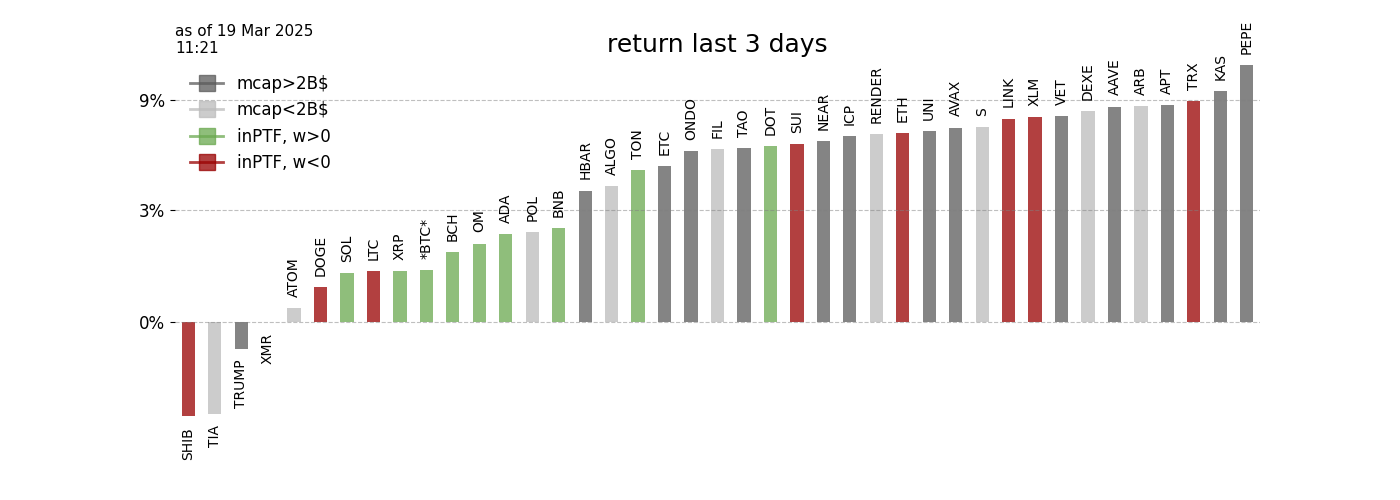 as of 19 Mar 2025
11:21
return last 3 days
mcap>2B$
mcap<2B$
inPTF, w>0
inPTF, w<0
9%
3%
0%
SHIB
TIA
TRUMP
XMR
ATOM
DOGE
SOL
LTC
XRP
*BTC*
BCH
OM
ADA
POL
BNB
HBAR
ALGO
TON
ETC
ONDO
FIL
TAO
DOT
SUI
NEAR
ICP
RENDER
ETH
UNI
AVAX
S
LINK
XLM
VET
DEXE
AAVE
ARB
APT
TRX
KAS
PEPE